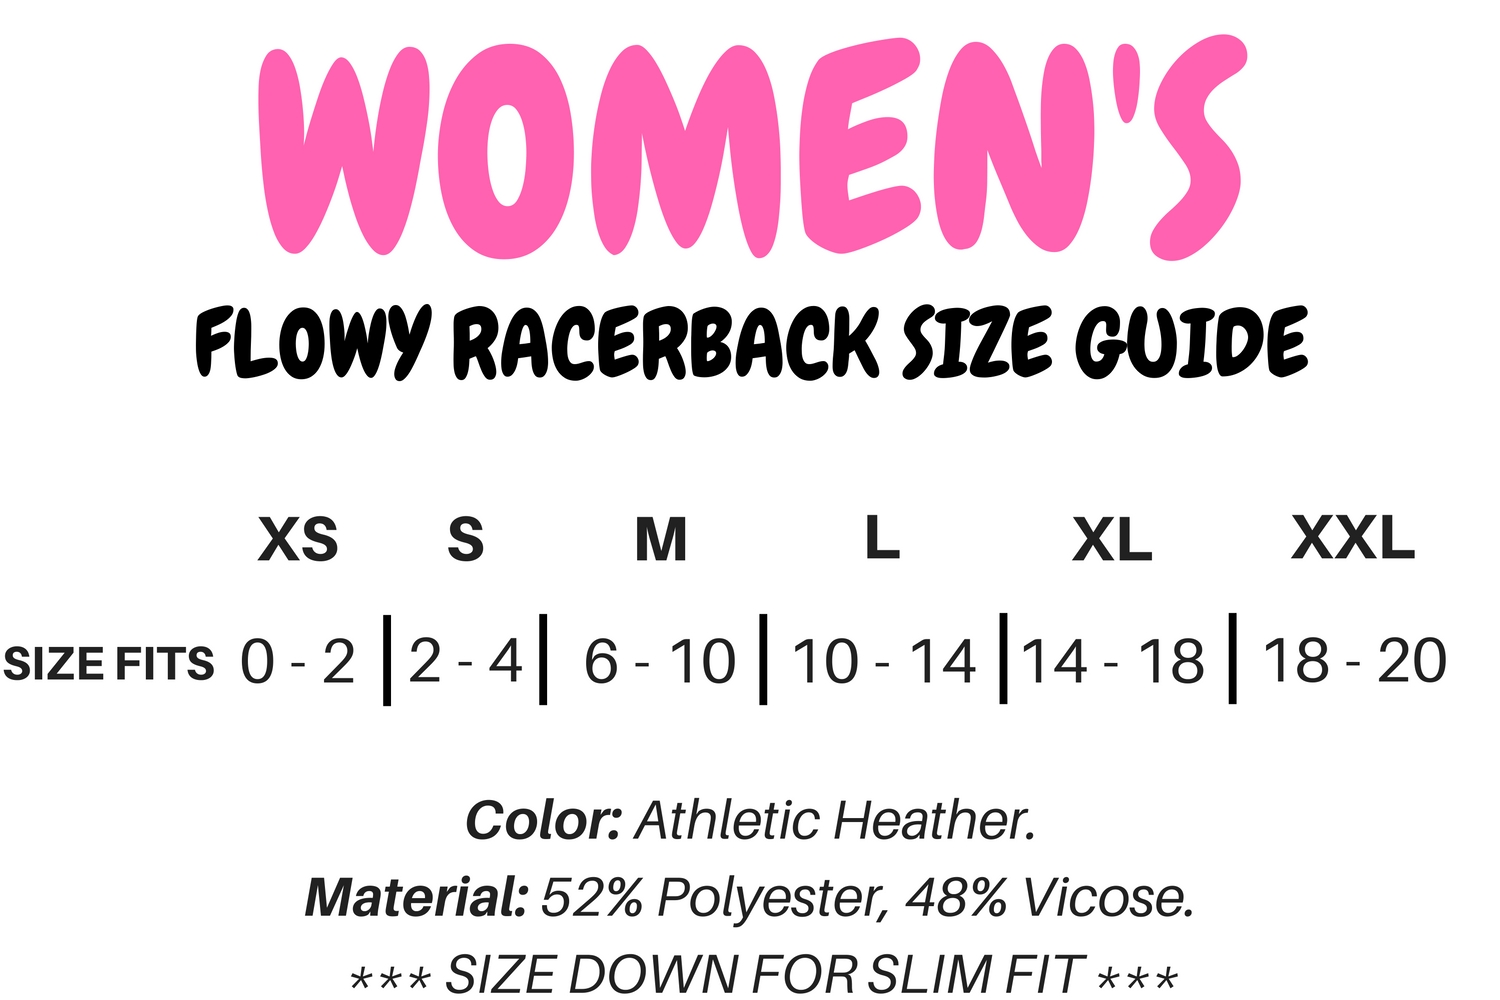 WOMEN'S
FLOWY RACERBACK SIZE GUIDE
XS S M L XL XXL
SIZE FITS 0 - 2 | 2 - 4 | 6 - 10 | 10 - 14 | 14 - 18 | 18 - 20
Color: Athletic Heather.
Material: 52% Polyester, 48% Vicose.
*** SIZE DOWN FOR SLIM FIT ***